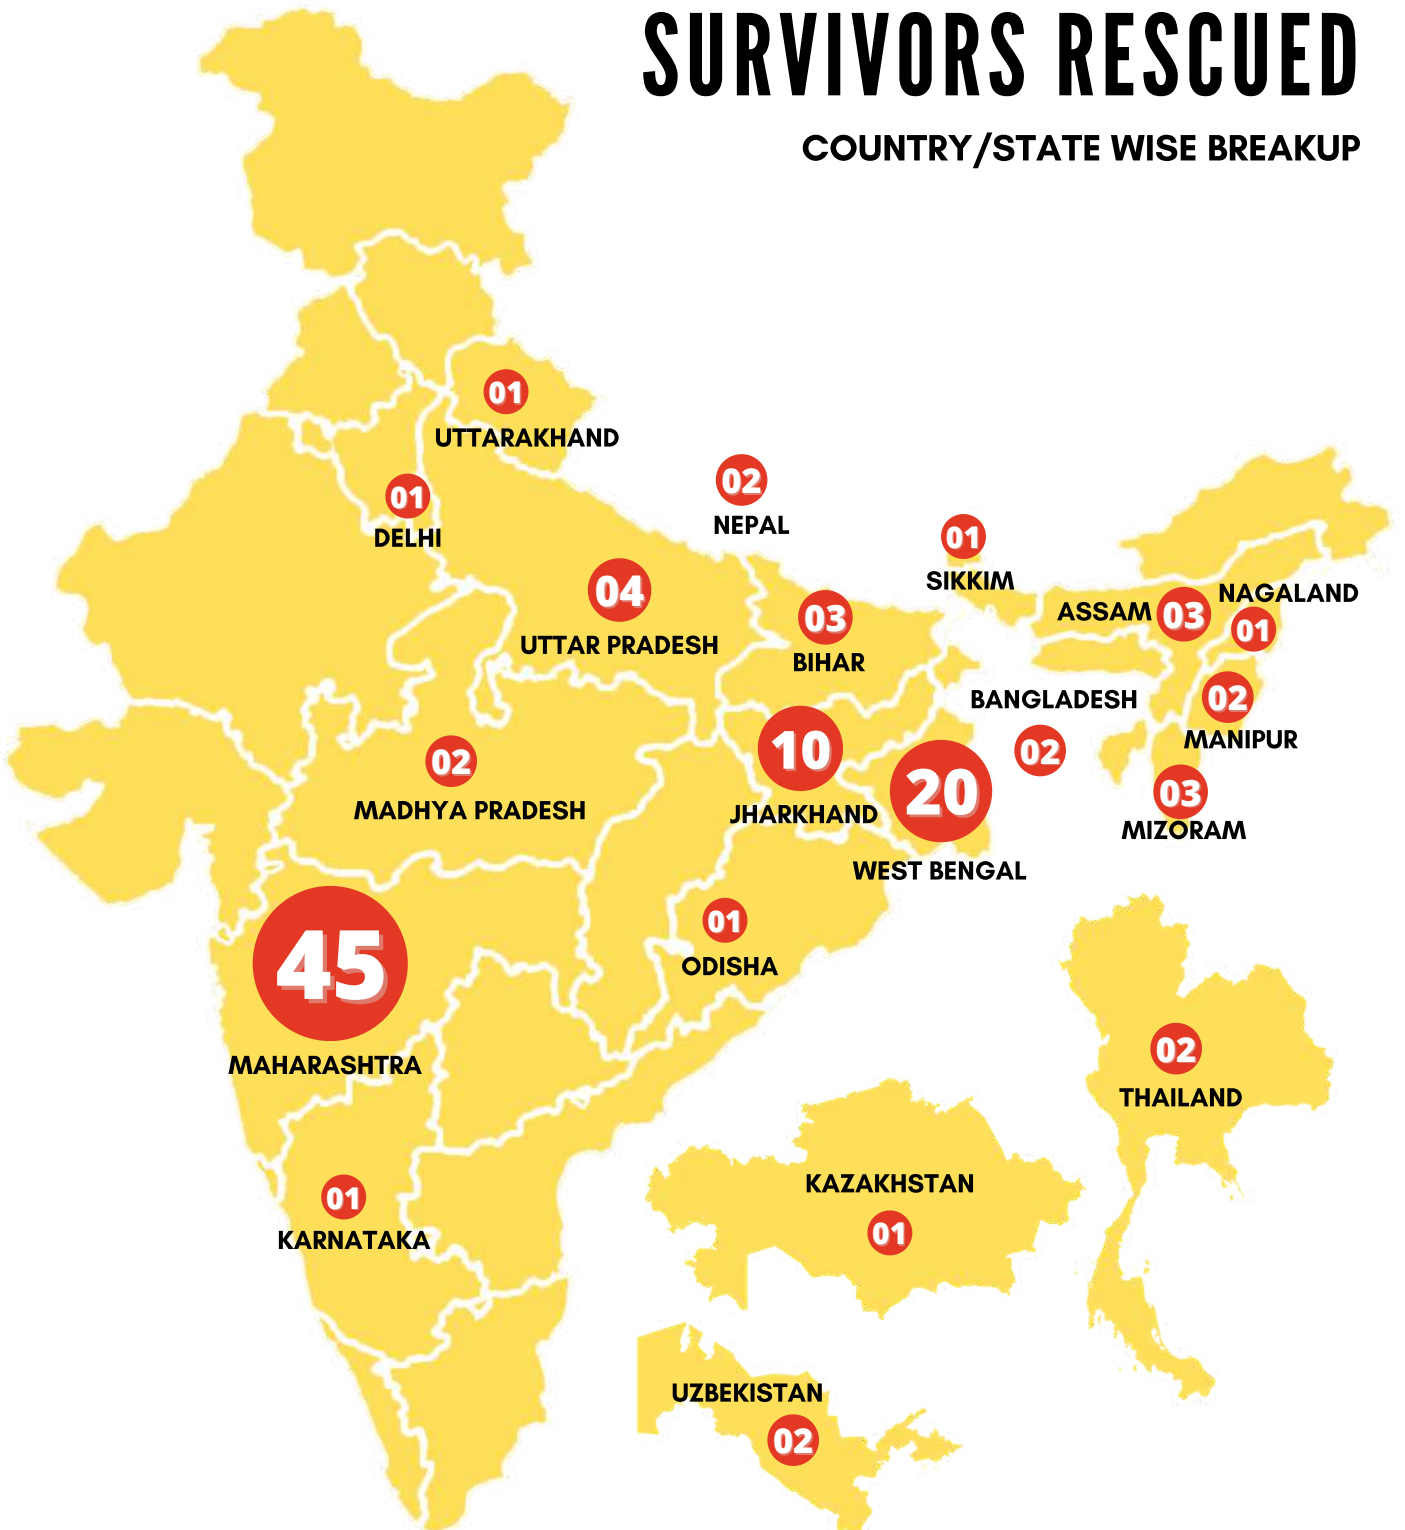 SURVIVORS RESCUED
COUNTRY/STATE WISE BREAKUP
01
UTTARAKHAND
01
DELHI
02
NEPAL
01
SIKKIM
04
UTTAR PRADESH
03
BIHAR
ASSAM 03
NAGALAND
01
02
MANIPUR
BANGLADESH
02
03
MIZORAM
02
MADHYA PRADESH
10
JHARKHAND
20
WEST BENGAL
45
MAHARASHTRA
01
ODISHA
02
THAILAND
01
KARNATAKA
KAZAKHSTAN
01
UZBEKISTAN
02